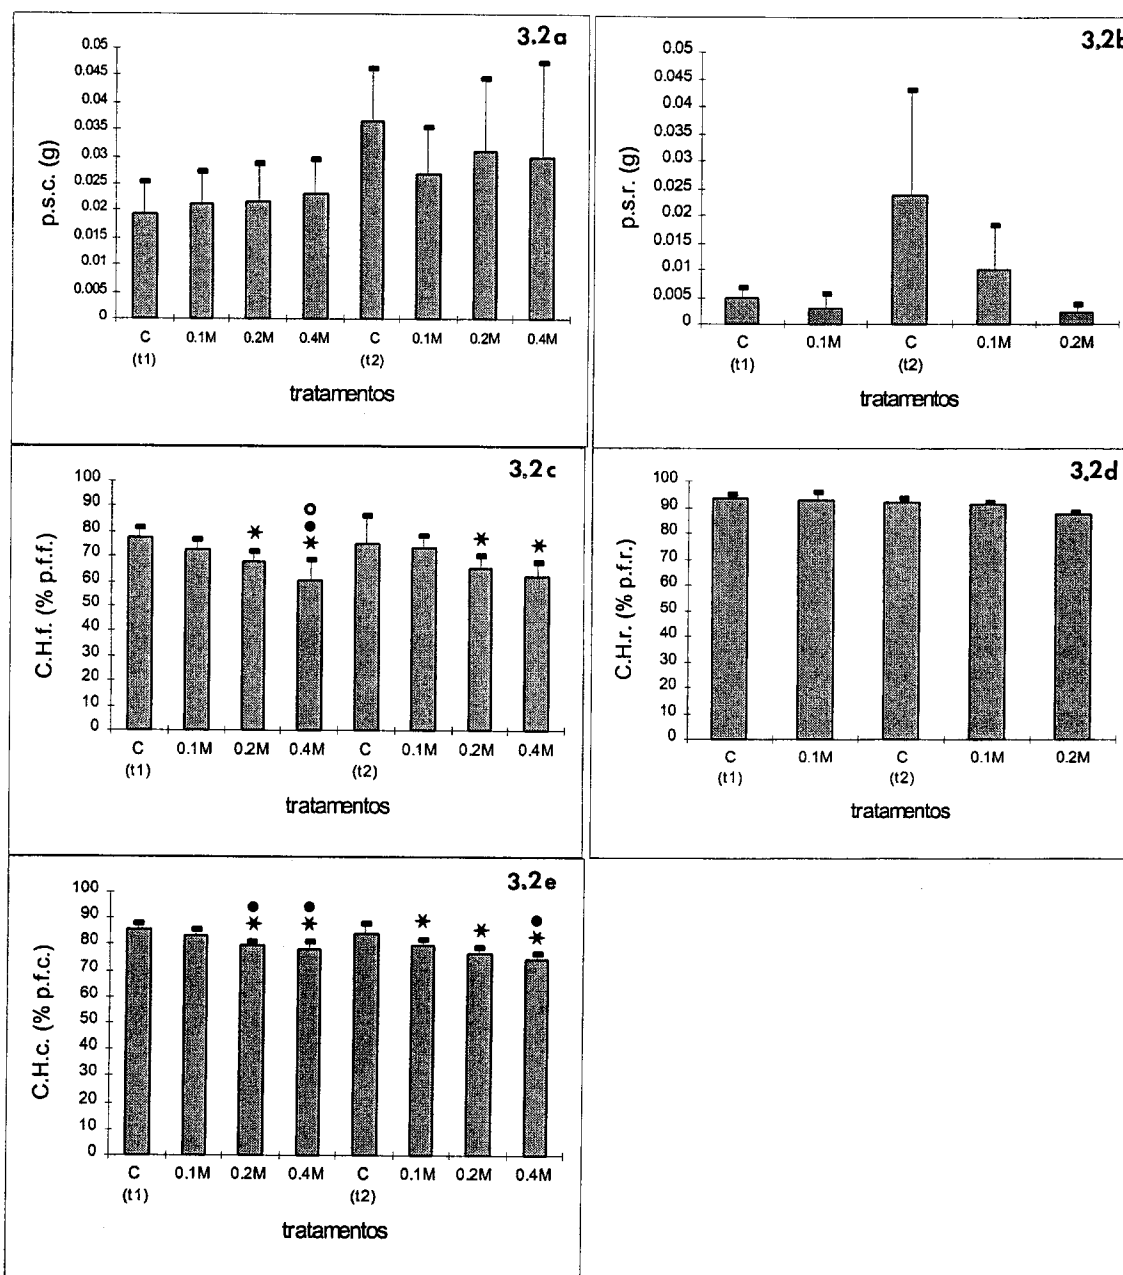 3.2a
p.s.c. (g)
0.05
0.045
0.04
0.035
0.03
0.025
0.02
0.015
0.01
0.005
0
C 0.1M 0.2M 0.4M C 0.1M 0.2M 0.4M
(t1) (t2)
tratamentos
3.2b
p.s.r. (g)
0.05
0.045
0.04
0.035
0.03
0.025
0.02
0.015
0.01
0.005
0
C 0.1M C 0.1M 0.2M
(t1) (t2)
tratamentos
3.2c
C.H.f. (% p.f.f.)
100
90
80
70
60
50
40
30
20
10
0
C 0.1M 0.2M 0.4M C 0.1M 0.2M 0.4M
(t1) (t2)
tratamentos
3.2d
C.H.r. (% p.f.r.)
100
90
80
70
60
50
40
30
20
10
0
C 0.1M C 0.1M 0.2M
(t1) (t2)
tratamentos
3.2e
C.H.c. (% p.f.c.)
100
90
80
70
60
50
40
30
20
10
0
C 0.1M 0.2M 0.4M C 0.1M 0.2M 0.4M
(t1) (t2)
tratamentos